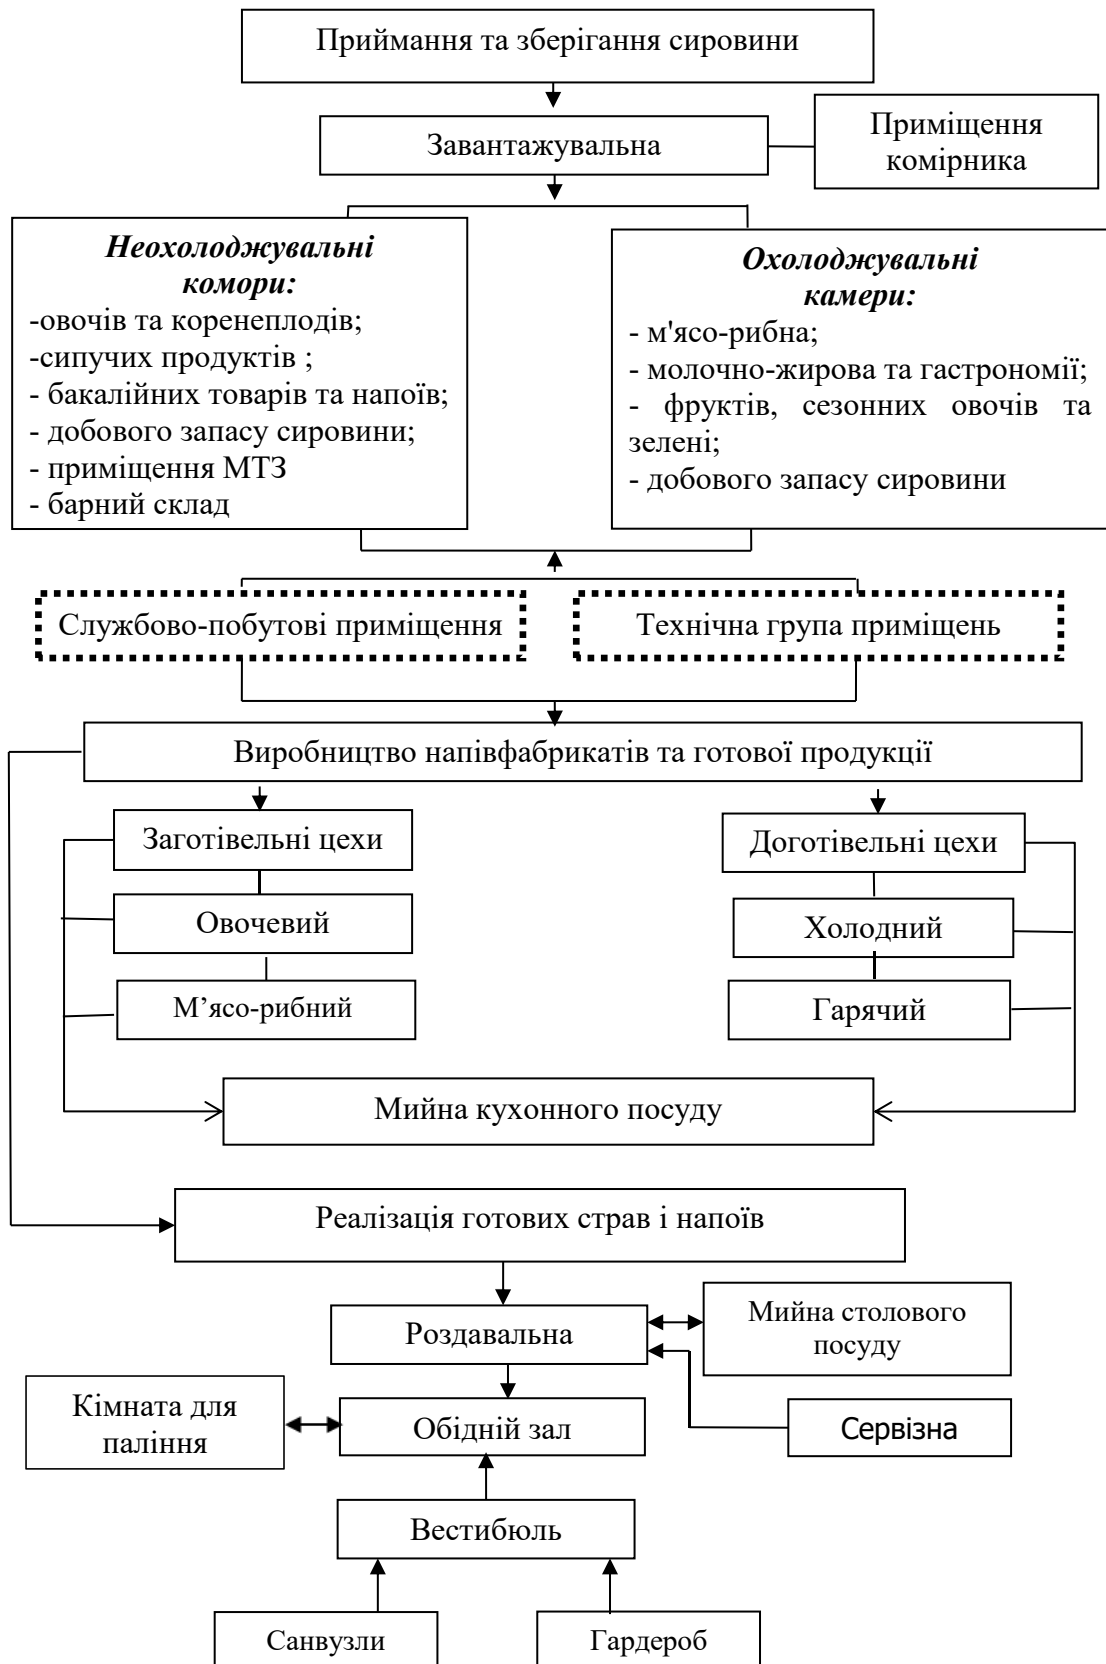 Приймання та зберігання сировини
Завантажувальна
Приміщення
комірника
Неохолоджувальні
комори:
-овочів та коренеплодів;
-сипучих продуктів ;
- бакалійних товарів та напоїв;
- добового запасу сировини;
- приміщення МТЗ
- барний склад
Охолоджувальні
камери:
- м'ясо-рибна;
- молочно-жирова та гастрономії;
- фруктів, сезонних овочів та
зелені;
- добового запасу сировини
Службово-побутові приміщення
Технічна група приміщень
Виробництво напівфабрикатів та готової продукції
Заготівельні цехи
Доготівельні цехи
Овочевий
Холодний
М’ясо-рибний
Гарячий
Мийна кухонного посуду
Реалізація готових страв і напоїв
Роздавальна
Мийна столового
посуду
Кімната для
паління
Обідній зал
Сервізна
Вестибюль
Санвузли
Гардероб